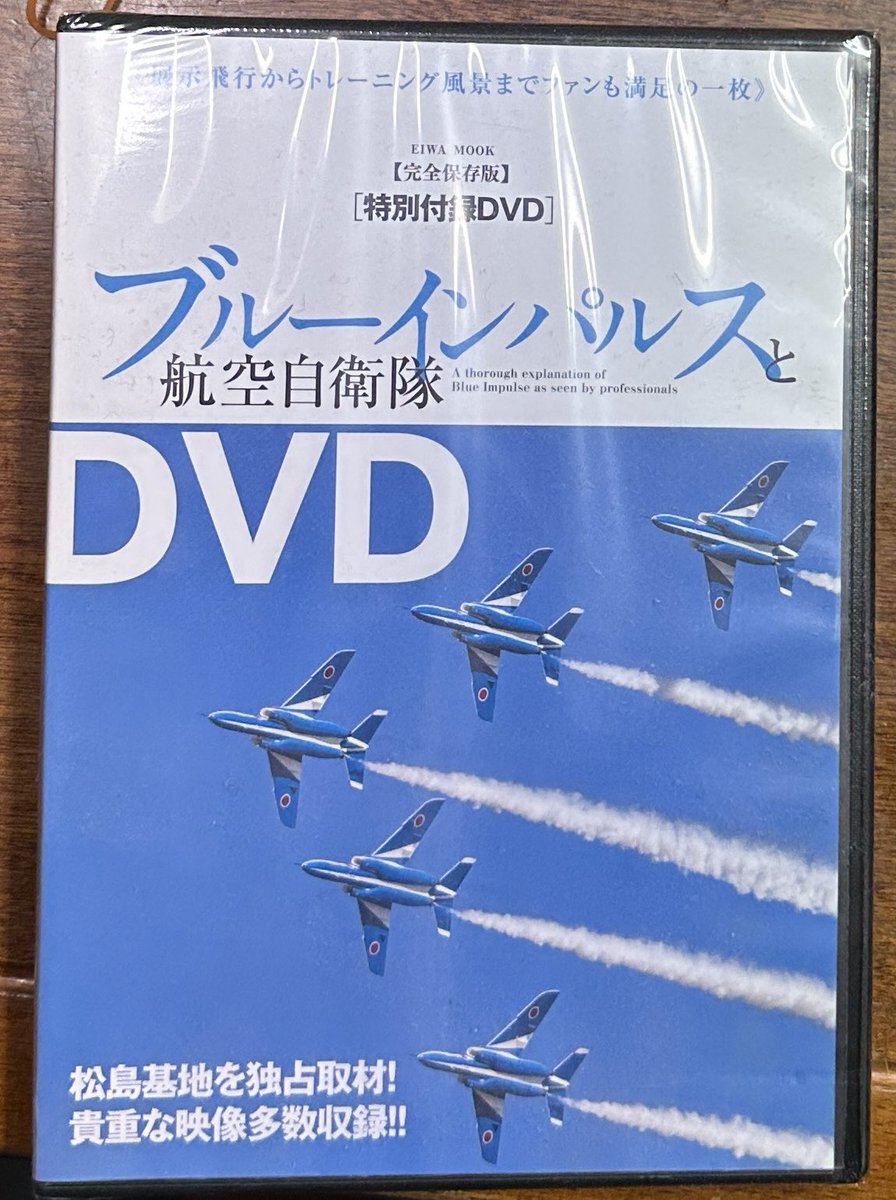 《展示飛行からトレーニング風景までファンも満足の一枚》
EIWA MOOK
【完全保存版】
[特別付録DVD]
ブルーインパルスと
航空自衛隊
A thorough explanation of
Blue Impulse as seen by professionals
DVD
松島基地を独占取材!
貴重な映像多数収録!!